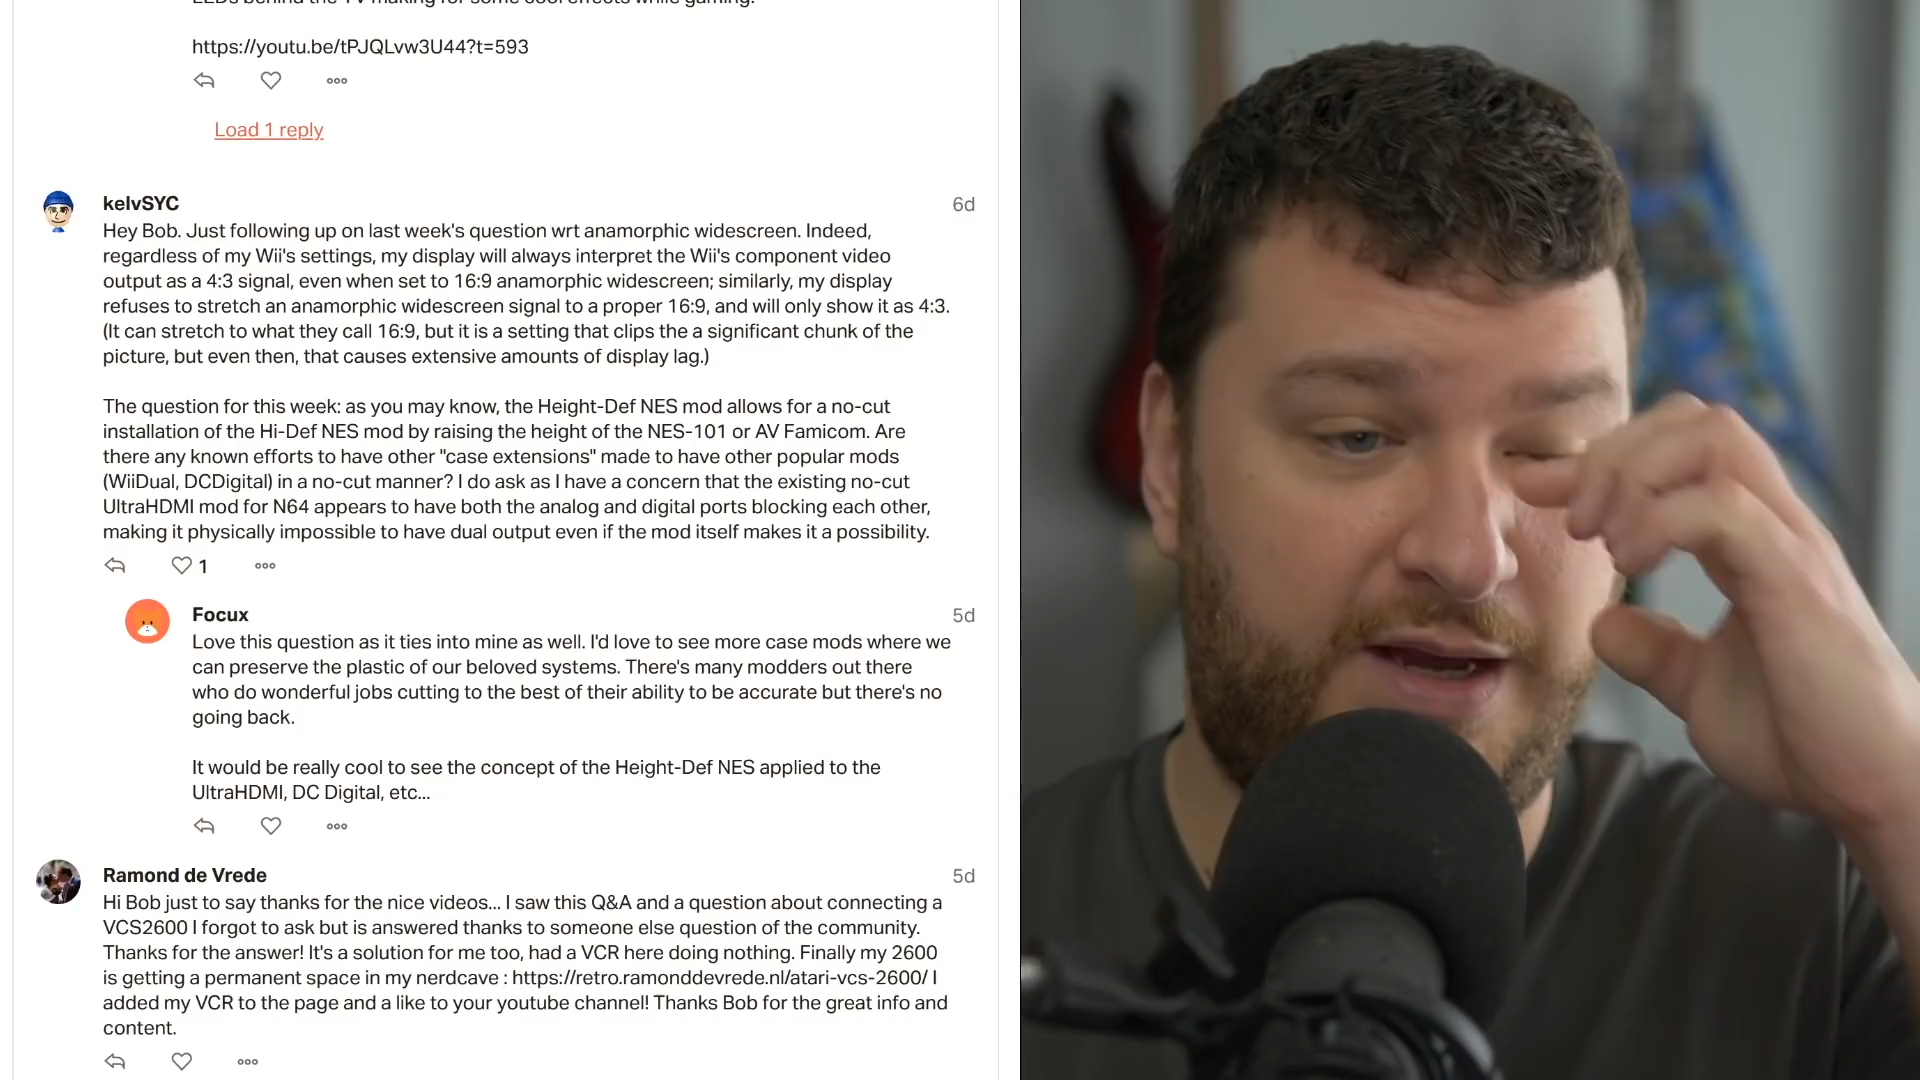 LEDs behind the TV making for some cool effects while gaming.
https://youtu.be/tPJQLvw3U44?t=593
Load 1 reply
kelvSYC
6d
Hey Bob. Just following up on last week's question wrt anamorphic widescreen. Indeed,
regardless of my Wii's settings, my display will always interpret the Wii's component video
output as a 4:3 signal, even when set to 16:9 anamorphic widescreen; similarly, my display
refuses to stretch an anamorphic widescreen signal to a proper 16:9, and will only show it as 4:3.
(It can stretch to what they call 16:9, but it is a setting that clips the a significant chunk of the
picture, but even then, that causes extensive amounts of display lag.)
The question for this week: as you may know, the Height-Def NES mod allows for a no-cut
installation of the Hi-Def NES mod by raising the height of the NES-101 or AV Famicom. Are
there any known efforts to have other "case extensions" made to have other popular mods
(WiiDual, DCDigital) in a no-cut manner? I do ask as I have a concern that the existing no-cut
UltraHDMI mod for N64 appears to have both the analog and digital ports blocking each other,
making it physically impossible to have dual output even if the mod itself makes it a possibility.
1
Focux
5d
Love this question as it ties into mine as well. I'd love to see more case mods where we
can preserve the plastic of our beloved systems. There's many modders out there
who do wonderful jobs cutting to the best of their ability to be accurate but there's no
going back.
It would be really cool to see the concept of the Height-Def NES applied to the
UltraHDMI, DC Digital, etc...
Ramond de Vrede
5d
Hi Bob just to say thanks for the nice videos... I saw this Q&A and a question about connecting a
VCS2600 I forgot to ask but is answered thanks to someone else question of the community.
Thanks for the answer! It's a solution for me too, had a VCR here doing nothing. Finally my 2600
is getting a permanent space in my nerdcave : https://retro.ramonddevrede.nl/atari-vcs-2600/ I
added my VCR to the page and a like to your youtube channel! Thanks Bob for the great info and
content.